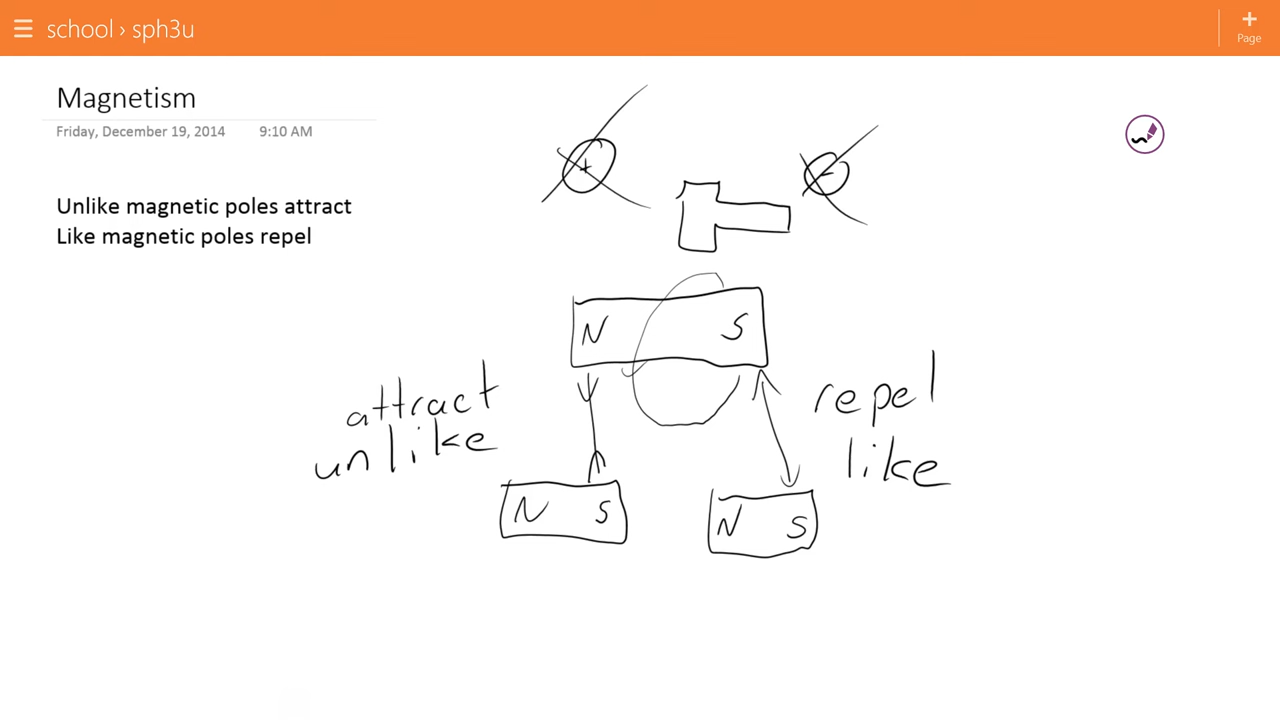 school › sph3u
Page
Magnetism
Friday, December 19, 2014 9:10 AM
Unlike magnetic poles attract
Like magnetic poles repel
+
-
N S
attract
unlike
repel
like
N S
N S